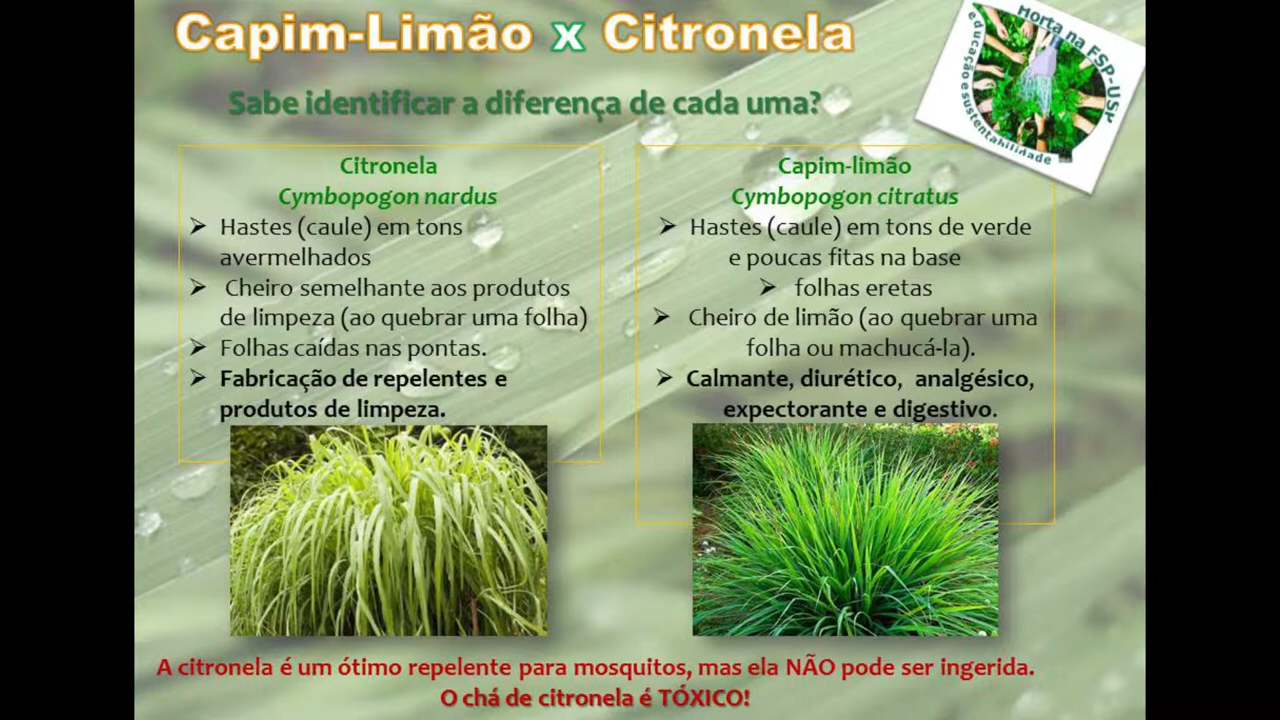 Capim-Limão x Citronela
Horta na FSP-USP
educação e sustentabilidade
Sabe identificar a diferença de cada uma?
Citronela
Cymbopogon nardus
➢ Hastes (caule) em tons
avermelhados
➢ Cheiro semelhante aos produtos
de limpeza (ao quebrar uma folha)
➢ Folhas caídas nas pontas.
➢ Fabricação de repelentes e
produtos de limpeza.
Capim-limão
Cymbopogon citratus
➢ Hastes (caule) em tons de verde
e poucas fitas na base
➢ folhas eretas
➢ Cheiro de limão (ao quebrar uma
folha ou machucá-la).
➢ Calmante, diurético, analgésico,
expectorante e digestivo.
A citronela é um ótimo repelente para mosquitos, mas ela NÃO pode ser ingerida.
O chá de citronela é TÓXICO!